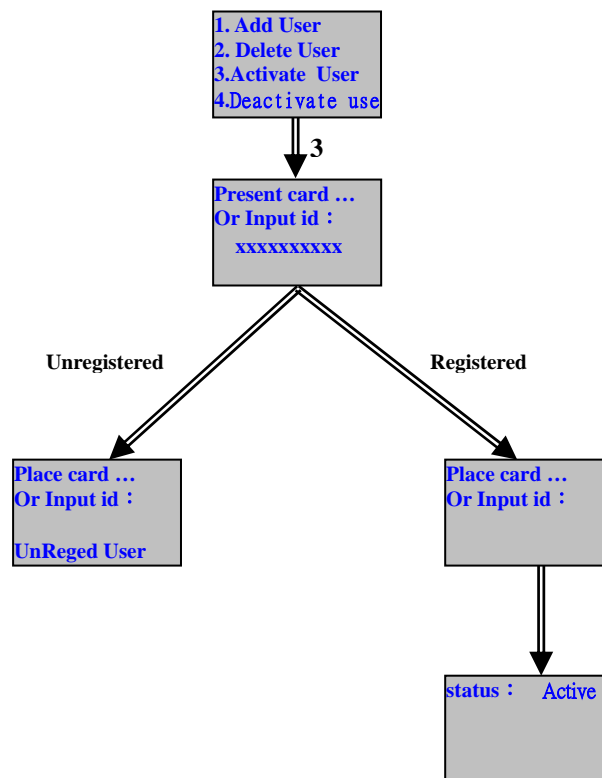 1. Add User
2. Delete User
3.Activate User
4.Deactivate use
3
Present card …
Or Input id：
xxxxxxxxxx
Unregistered
Registered
Place card …
Or Input id：
UnReged User
Place card …
Or Input id：
status： Active